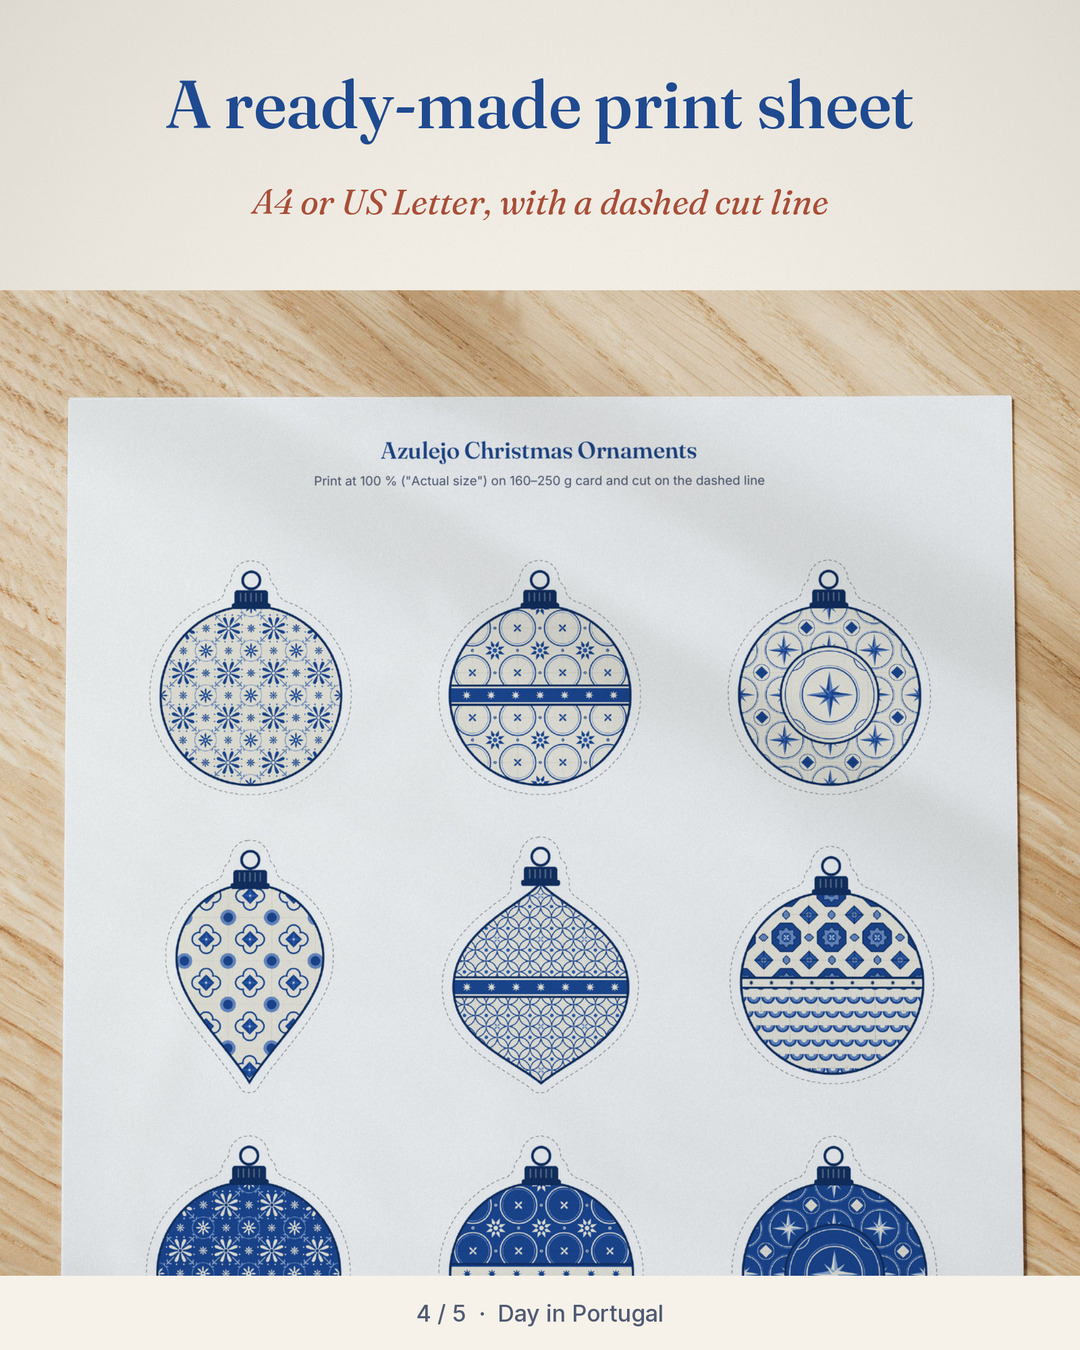 A ready-made print sheet
A4 or US Letter, with a dashed cut line
Azulejo Christmas Ornaments
Print at 100 % ("Actual size") on 160–250 g card and cut on the dashed line
4 / 5 · Day in Portugal